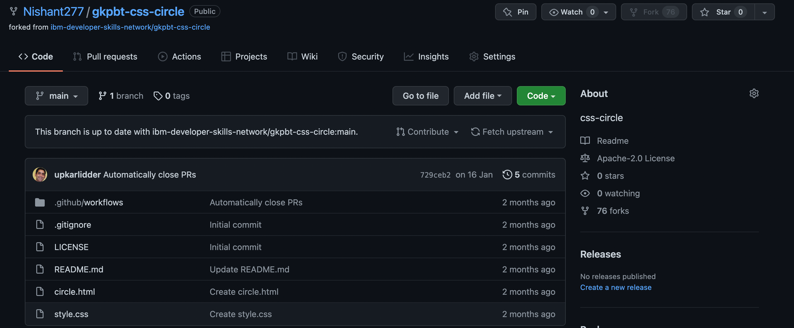 Nishant277 / gkpbt-css-circle Public
Pin Watch 0 Fork 76 Star 0
forked from ibm-developer-skills-network/gkpbt-css-circle
Code Pull requests Actions Projects Wiki Security Insights Settings
main 1 branch 0 tags Go to file Add file Code
This branch is up to date with ibm-developer-skills-network/gkpbt-css-circle:main. Contribute Fetch upstream
upkarlidder Automatically close PRs 729ceb2 on 16 Jan 5 commits
.github/workflows Automatically close PRs 2 months ago
.gitignore Initial commit 2 months ago
LICENSE Initial commit 2 months ago
README.md Update README.md 2 months ago
circle.html Create circle.html 2 months ago
style.css Create style.css 2 months ago
About
css-circle
Readme
Apache-2.0 License
0 stars
0 watching
76 forks
Releases
No releases published
Create a new release